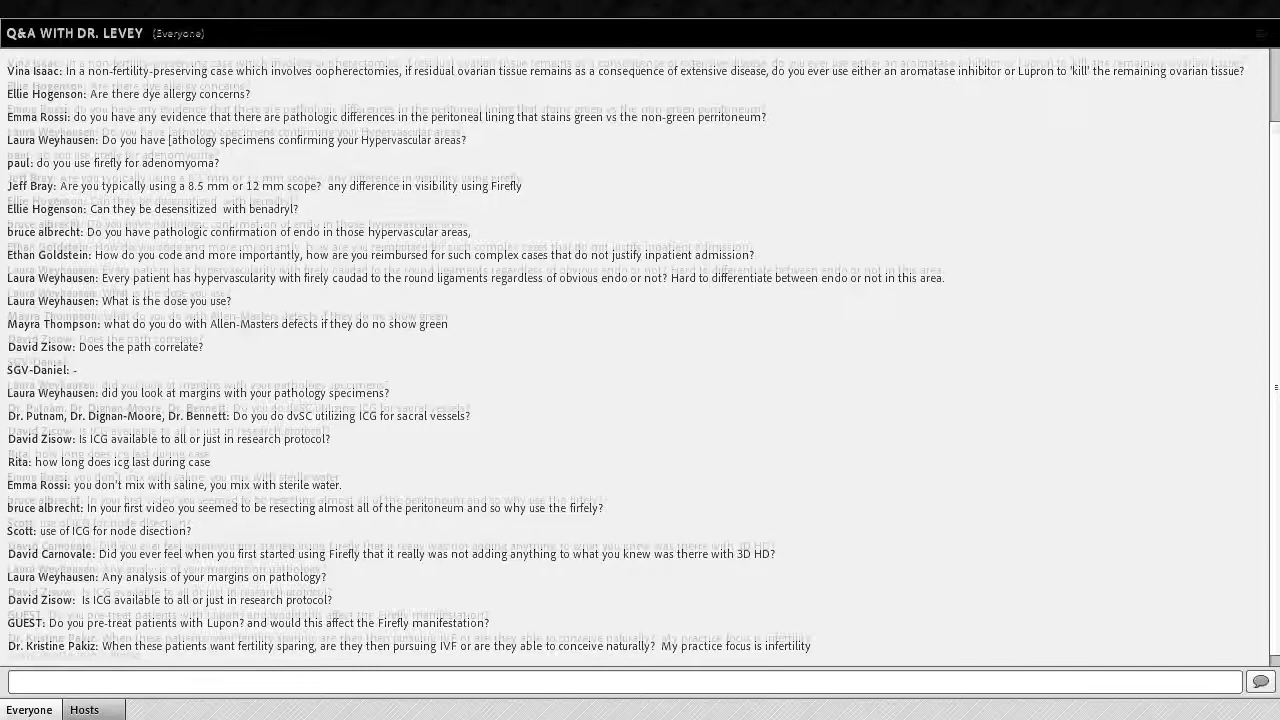 Q&A WITH DR. LEVEY (Everyone)
Vina Isaac: In a non-fertility-preserving case which involves oopherectomies, if residual ovarian tissue remains as a consequence of extensive disease, do you ever use either an aromatase inhibitor or Lupron to 'kill' the remaining ovarian tissue?
Ellie Hogenson: Are there dye allergy concerns?
Emma Rossi: do you have any evidence that there are pathologic differences in the peritoneal lining that stains green vs the non-green perritoneum?
Laura Weyhausen: Do you have [athology specimens confirming your Hypervascular areas?
paul: do you use firefly for adenomyoma?
Jeff Bray: Are you typically using a 8.5 mm or 12 mm scope?  any difference in visibility using Firefly
Ellie Hogenson: Can they be desensitized  with benadryl?
bruce albrecht: Do you have pathologic confirmation of endo in those hypervascular areas,
Ethan Goldstein: How do you code and more importantly, how are you reimbursed for such complex cases that do not justify inpatient admission?
Laura Weyhausen: Every patient has hypervascularity with firely caudad to the round ligaments regardless of obvious endo or not? Hard to differentiate between endo or not in this area.
Laura Weyhausen: What is the dose you use?
Mayra Thompson: what do you do with Allen-Masters defects if they do no show green
David Zisow: Does the path correlate?
SGV-Daniel: -
Laura Weyhausen: did you look at margins with your pathology specimens?
Dr. Putnam, Dr. Dignan-Moore, Dr. Bennett: Do you do dvSC utilizing ICG for sacral vessels?
David Zisow: Is ICG available to all or just in research protocol?
Rita: how long does icg last during case
Emma Rossi: you don't mix with saline, you mix with sterile water.
bruce albrecht: In your first video you seemed to be resecting almost all of the peritoneum and so why use the firfely?
Scott: use of ICG for node disection?
David Carnovale: Did you ever feel when you first started using Firefly that it really was not adding anything to what you knew was therre with 3D HD?
Laura Weyhausen: Any analysis of your margins on pathology?
David Zisow:  Is ICG available to all or just in research protocol?
GUEST: Do you pre-treat patients with Lupon? and would this affect the Firefly manifestation?
Dr. Kristine Pakiz: When these patients want fertility sparing, are they then pursuing IVF or are they able to conceive naturally?  My practice focus is infertility
Everyone Hosts